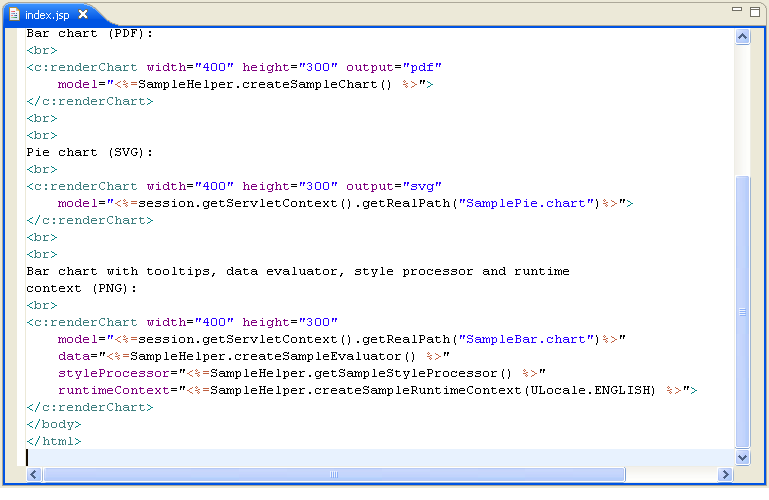 index.jsp
Bar chart (PDF):
<br>
<c:renderChart width="400" height="300" output="pdf"
    model="<%=SampleHelper.createSampleChart() %>">
</c:renderChart>
<br>
<br>
Pie chart (SVG):
<br>
<c:renderChart width="400" height="300" output="svg"
    model="<%=session.getServletContext().getRealPath("SamplePie.chart")%>">
</c:renderChart>
<br>
<br>
Bar chart with tooltips, data evaluator, style processor and runtime
context (PNG):
<br>
<c:renderChart width="400" height="300"
    model="<%=session.getServletContext().getRealPath("SampleBar.chart")%>"
    data="<%=SampleHelper.createSampleEvaluator() %>"
    styleProcessor="<%=SampleHelper.getSampleStyleProcessor() %>"
    runtimeContext="<%=SampleHelper.createSampleRuntimeContext(ULocale.ENGLISH) %>">
</c:renderChart>
</body>
</html>